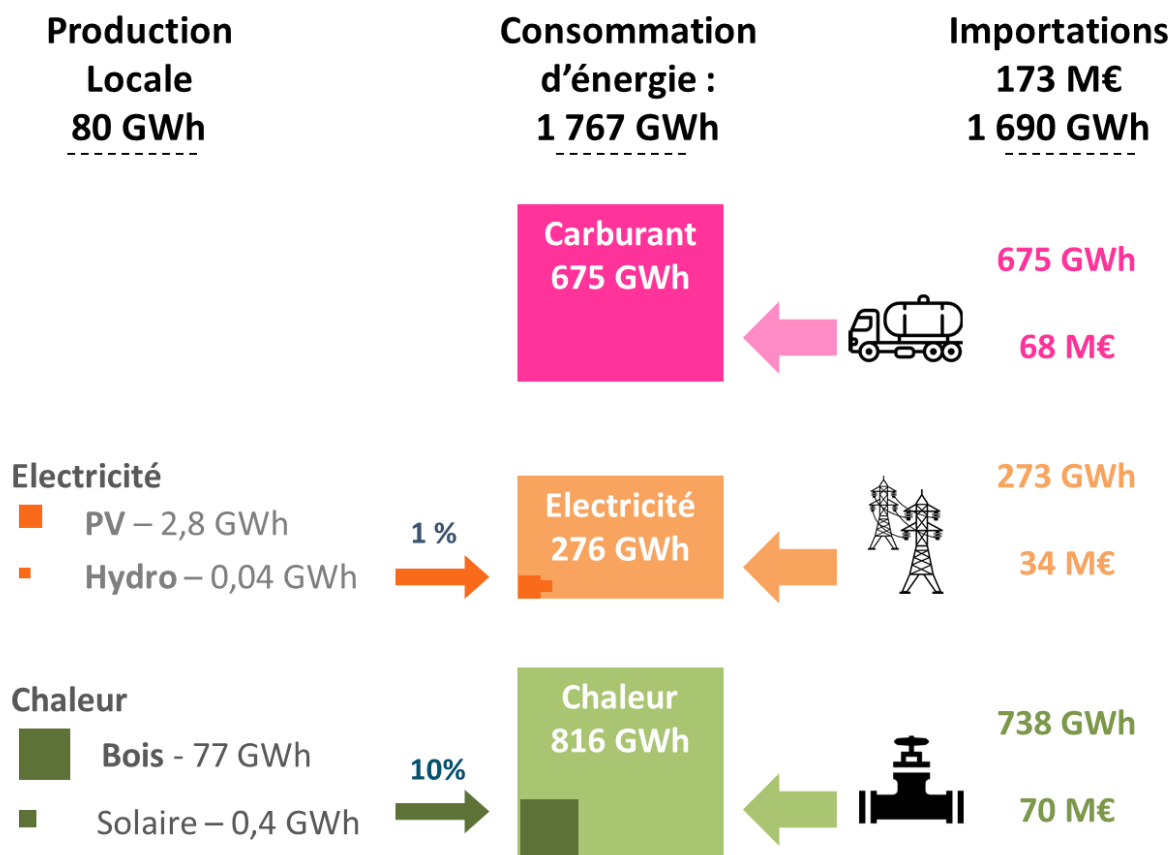 Production
Locale
80 GWh
Consommation
d’énergie :
1 767 GWh
Importations
173 M€
1 690 GWh
Carburant
675 GWh
675 GWh
68 M€
Electricité
PV – 2,8 GWh
Hydro – 0,04 GWh
1 %
Electricité
276 GWh
273 GWh
34 M€
Chaleur
Bois - 77 GWh
Solaire – 0,4 GWh
10%
Chaleur
816 GWh
738 GWh
70 M€